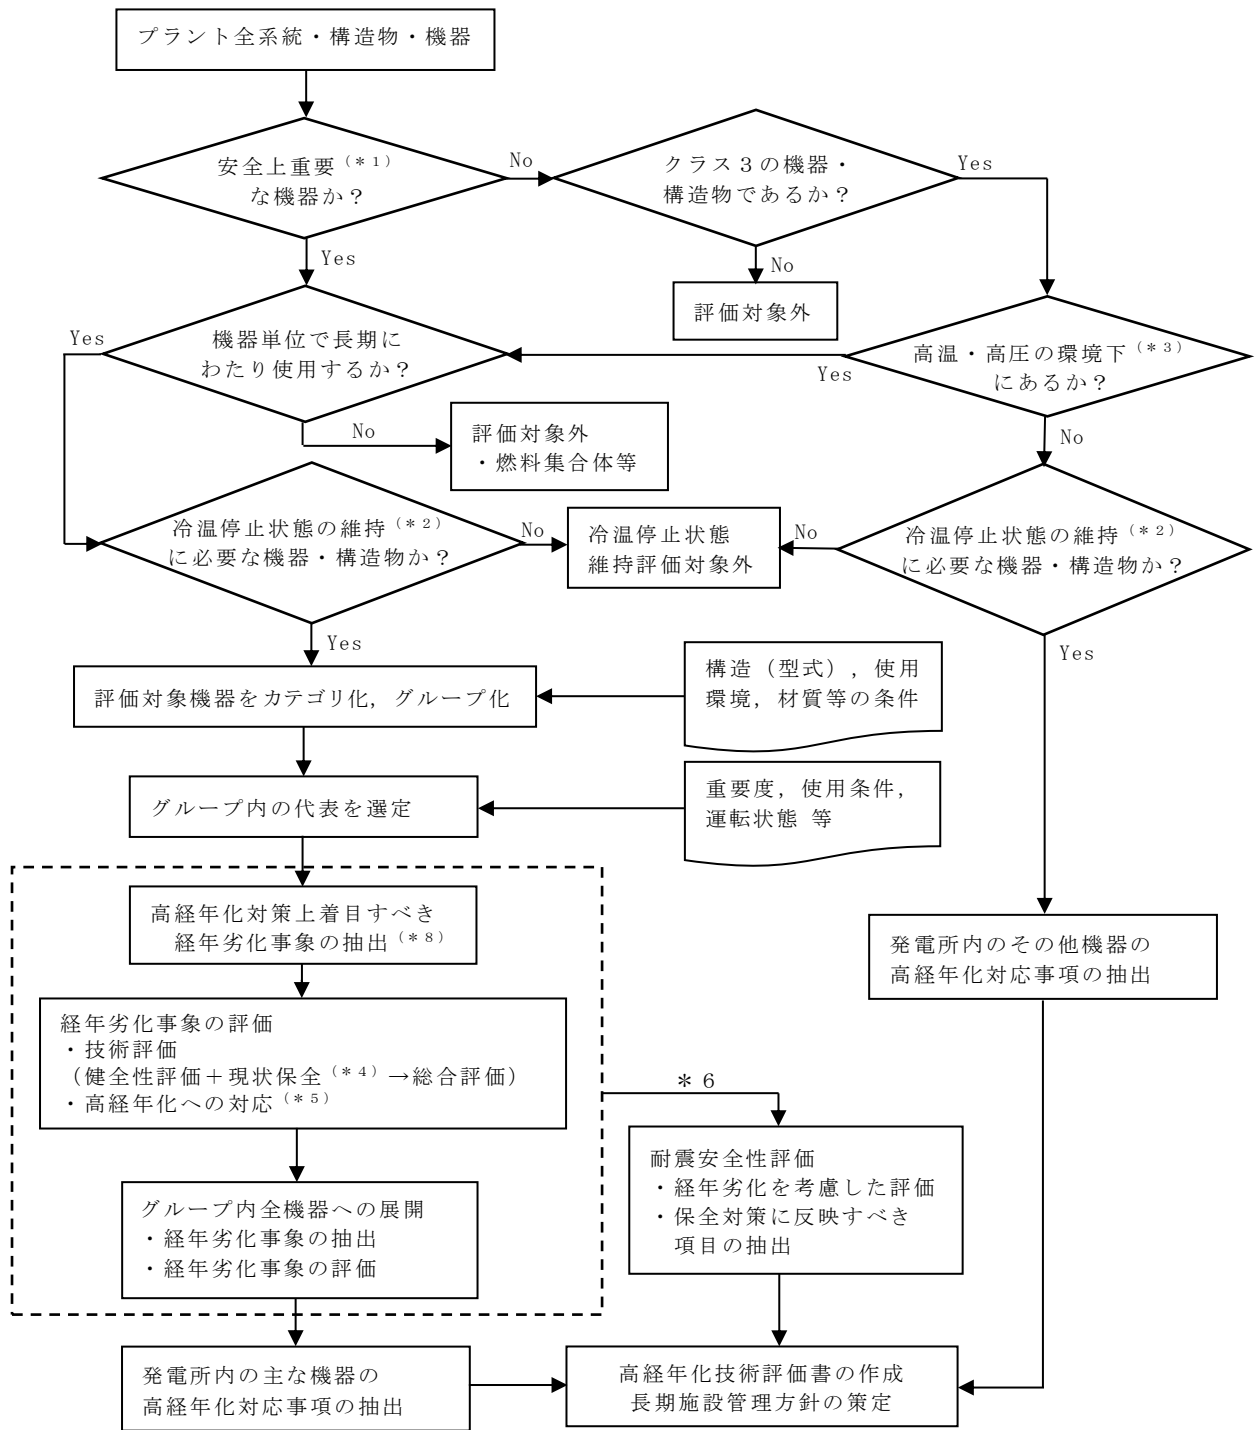 プラント全系統・構造物・機器
安全上重要(*1)
な機器か?
No
クラス3の機器・
構造物であるか?
Yes
Yes
No
評価対象外
Yes
機器単位で長期に
わたり使用するか?
高温・高圧の環境下(*3)
にあるか?
Yes
No
評価対象外
・燃料集合体等
No
冷温停止状態の維持(*2)
に必要な機器・構造物か?
No
冷温停止状態
維持評価対象外
No
冷温停止状態の維持(*2)
に必要な機器・構造物か?
Yes
Yes
評価対象機器をカテゴリ化,グループ化
構造(型式),使用
環境,材質等の条件
グループ内の代表を選定
重要度,使用条件,
運転状態 等
高経年化対策上着目すべき
経年劣化事象の抽出(*8)
発電所内のその他機器の
高経年化対応事項の抽出
経年劣化事象の評価
・技術評価
(健全性評価+現状保全(*4)→総合評価)
・高経年化への対応(*5)
*6
耐震安全性評価
・経年劣化を考慮した評価
・保全対策に反映すべき
項目の抽出
グループ内全機器への展開
・経年劣化事象の抽出
・経年劣化事象の評価
発電所内の主な機器の
高経年化対応事項の抽出
高経年化技術評価書の作成
長期施設管理方針の策定